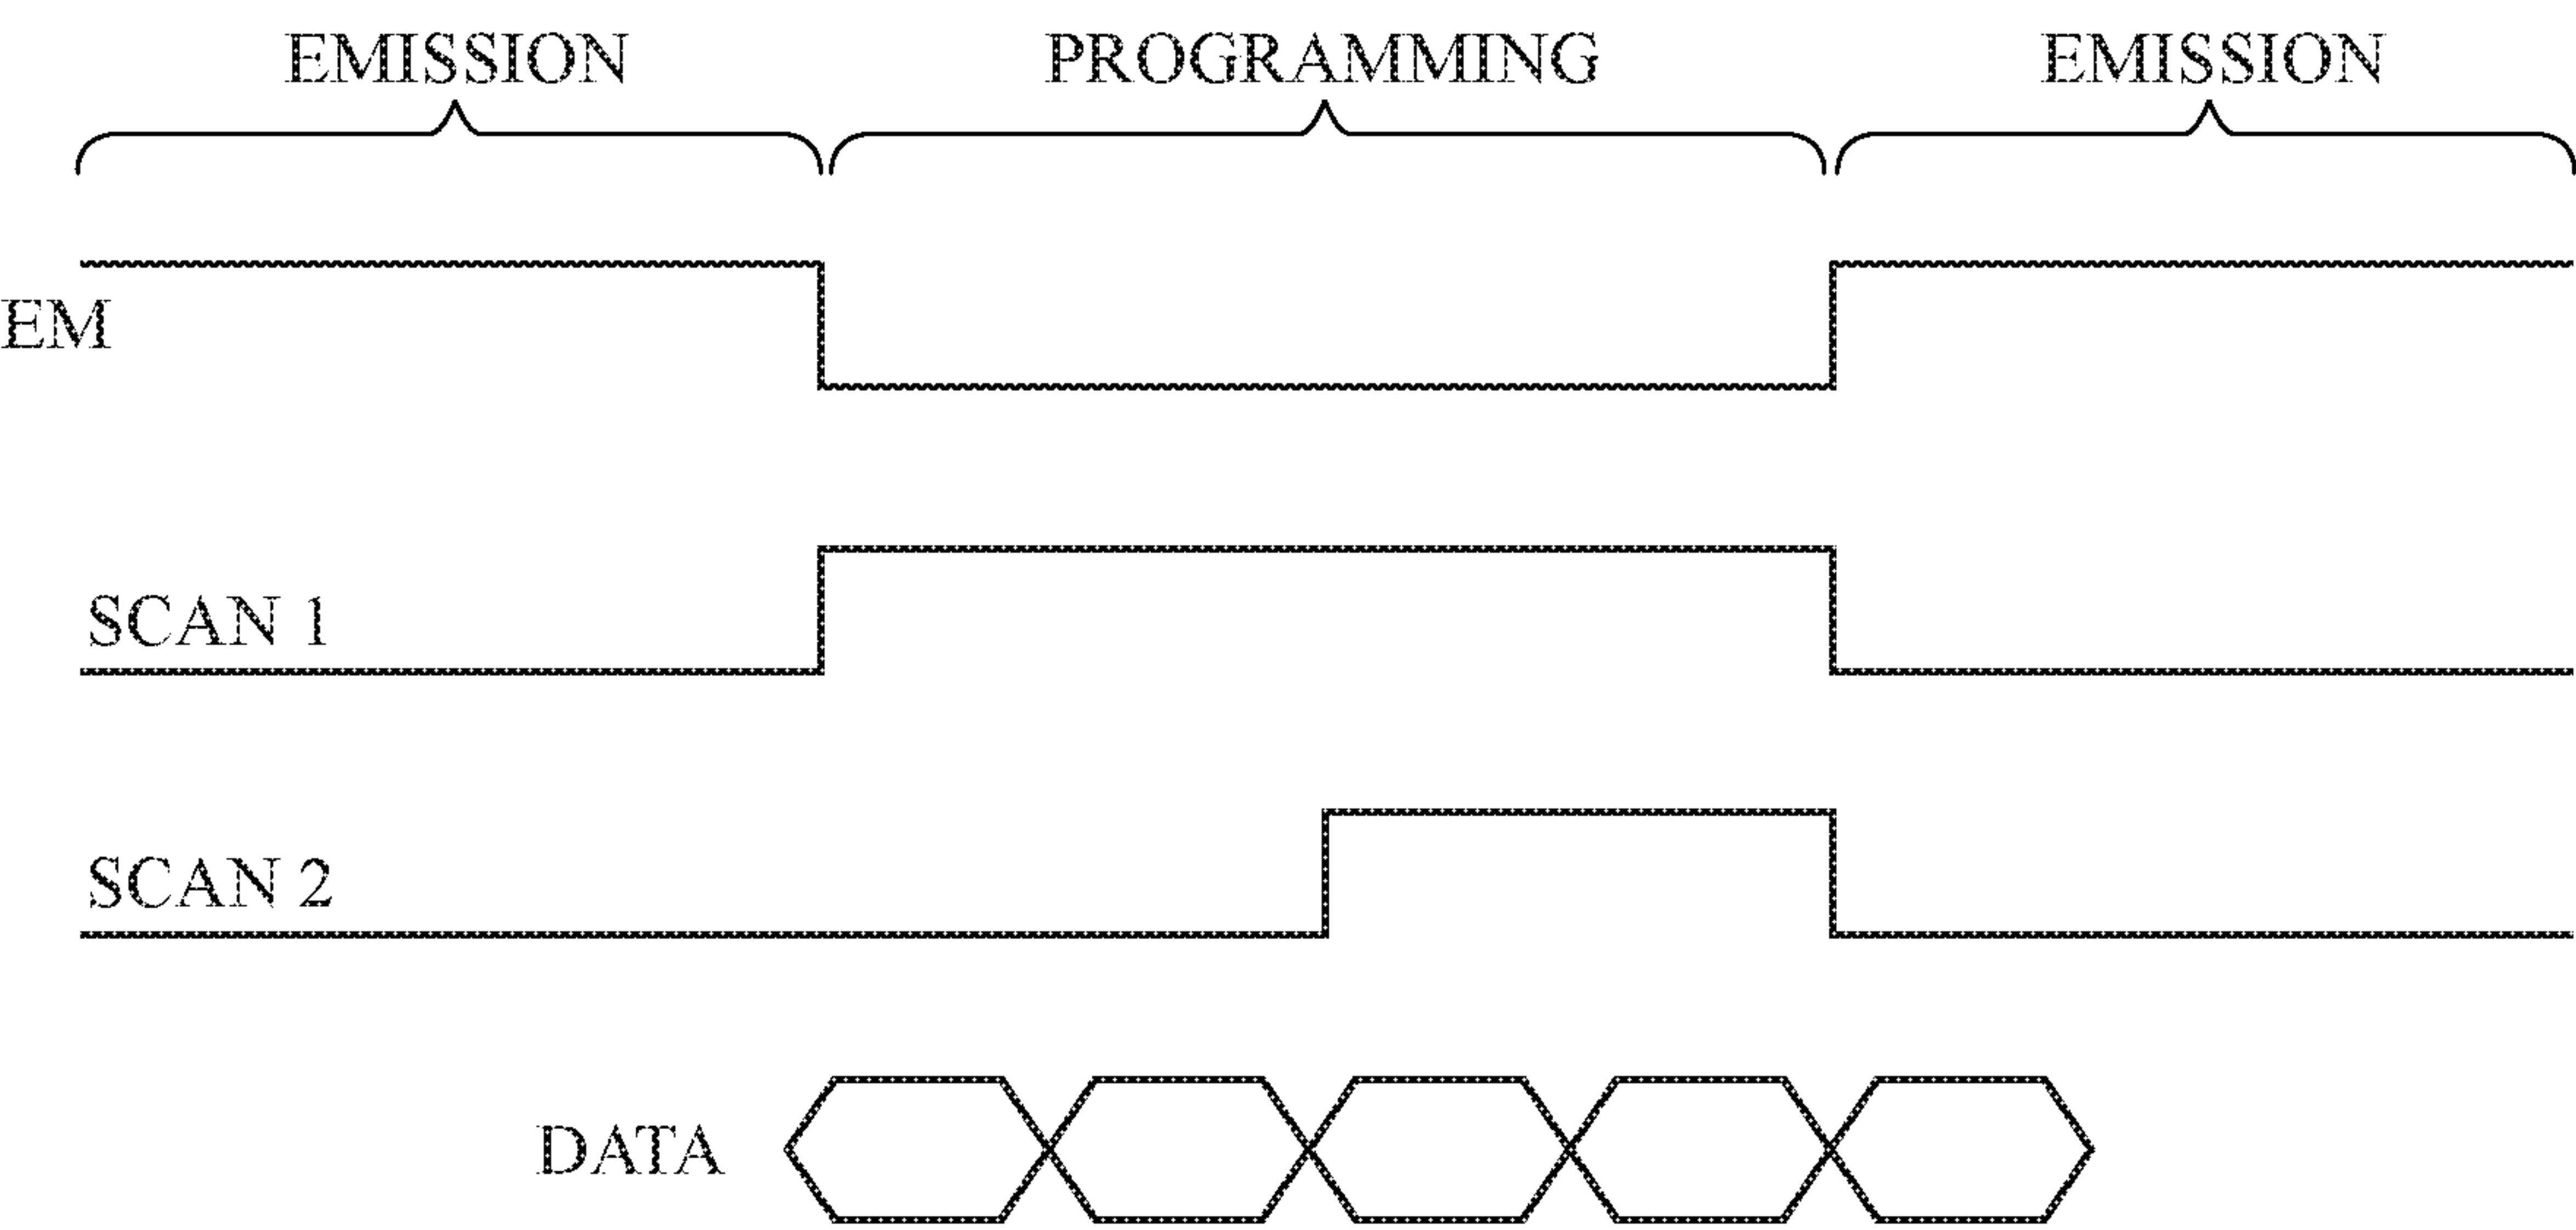 EMISSION PROGRAMMING EMISSION
EM
SCAN 1
SCAN 2
DATA